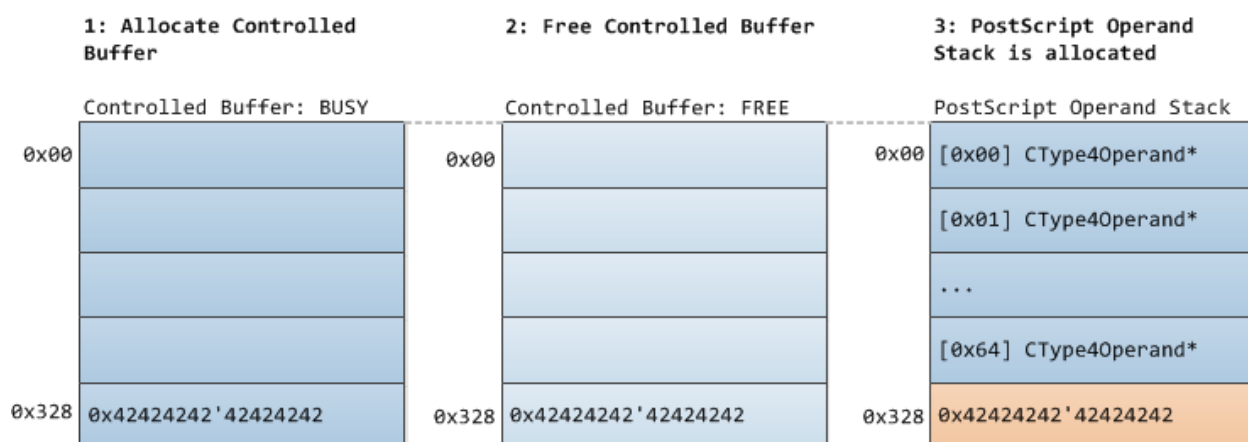 1: Allocate Controlled
Buffer
Controlled Buffer: BUSY
0x00
0x328
0x42424242'42424242
2: Free Controlled Buffer
Controlled Buffer: FREE
0x00
0x328
0x42424242'42424242
3: PostScript Operand
Stack is allocated
PostScript Operand Stack
0x00
[0x00] CType4Operand*
[0x01] CType4Operand*
...
[0x64] CType4Operand*
0x328
0x42424242'42424242